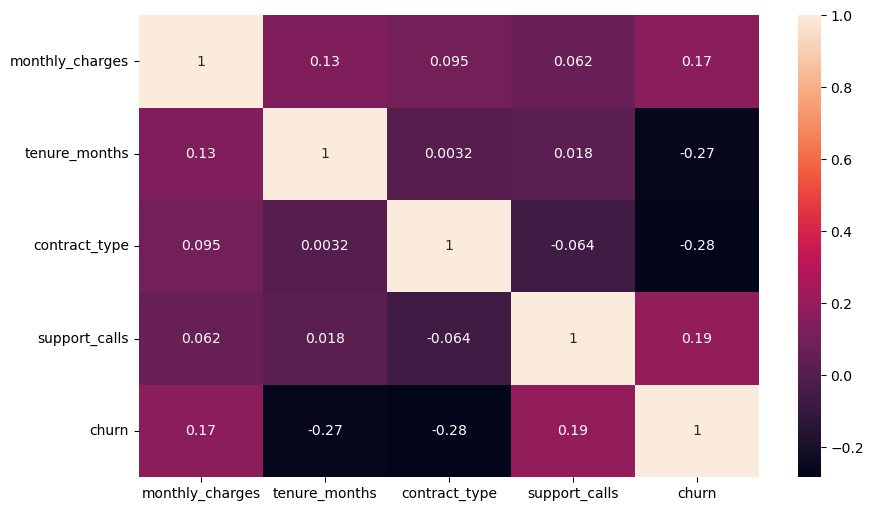 monthly_charges 1 0.13 0.095 0.062 0.17
tenure_months 0.13 1 0.0032 0.018 -0.27
contract_type 0.095 0.0032 1 -0.064 -0.28
support_calls 0.062 0.018 -0.064 1 0.19
churn 0.17 -0.27 -0.28 0.19 1
monthly_charges tenure_months contract_type support_calls churn
1.0
0.8
0.6
0.4
0.2
0.0
−0.2